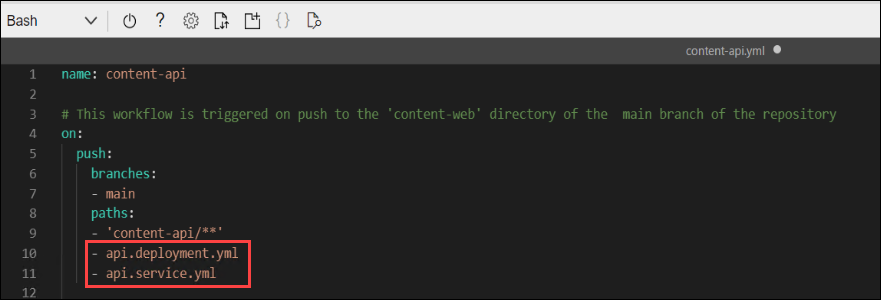 Bash
content-api.yml
1 name: content-api
2
3 # This workflow is triggered on push to the 'content-web' directory of the  main branch of the repository
4 on:
5 push:
6 branches:
7 - main
8 paths:
9 - 'content-api/**'
10 - api.deployment.yml
11 - api.service.yml
12